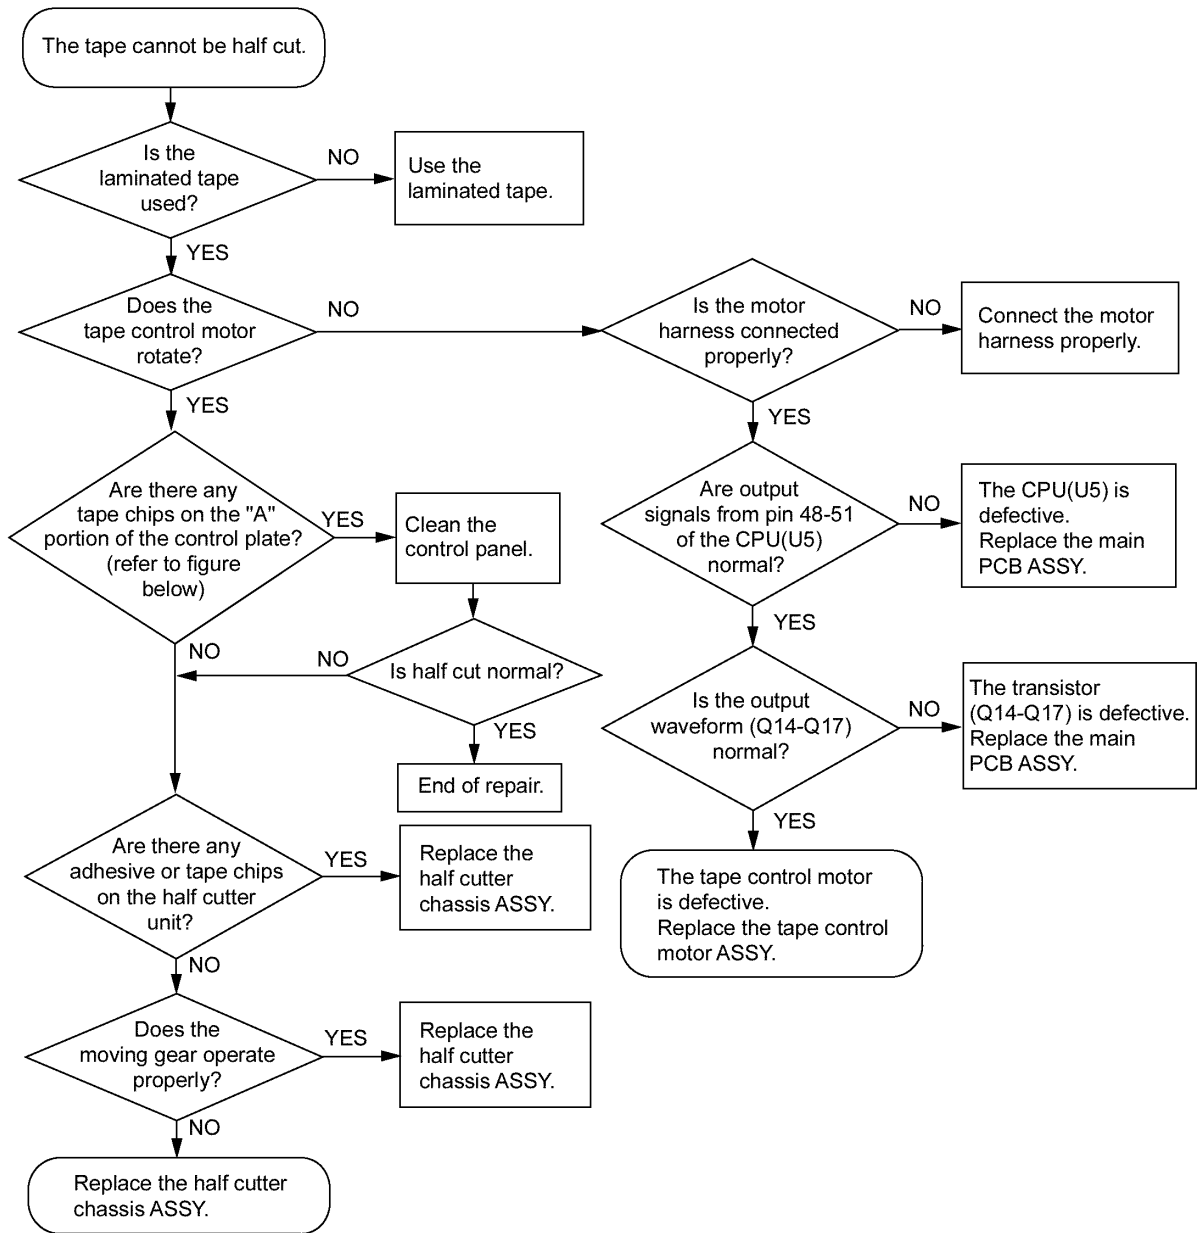 The tape cannot be half cut.
Is the
laminated tape
used?
NO
Use the
laminated tape.
YES
Does the
tape control motor
rotate?
NO
Is the motor
harness connected
properly?
NO
Connect the motor
harness properly.
YES
YES
Are there any
tape chips on the "A"
portion of the control plate?
(refer to figure
below)
YES
Clean the
control panel.
Are output
signals from pin 48-51
of the CPU(U5)
normal?
NO
The CPU(U5) is
defective.
Replace the main
PCB ASSY.
YES
NO
NO
Is half cut normal?
YES
End of repair.
Is the output
waveform (Q14-Q17)
normal?
NO
The transistor
(Q14-Q17) is defective.
Replace the main
PCB ASSY.
YES
The tape control motor
is defective.
Replace the tape control
motor ASSY.
Are there any
adhesive or tape chips
on the half cutter
unit?
YES
Replace the
half cutter
chassis ASSY.
NO
Does the
moving gear operate
properly?
YES
Replace the
half cutter
chassis ASSY.
NO
Replace the half cutter
chassis ASSY.